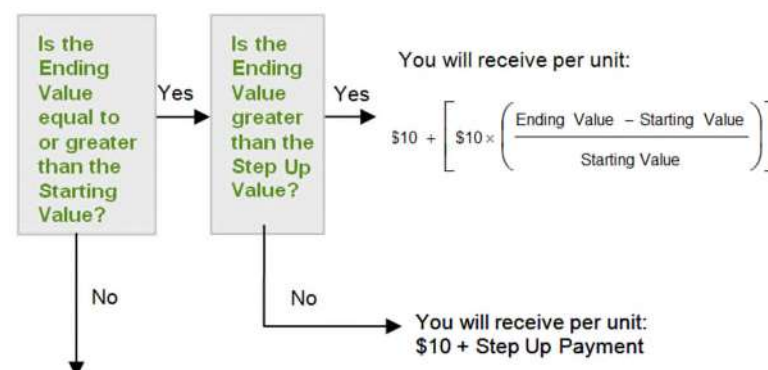 Is the
Ending
Value
equal to
or greater
than the
Starting
Value?
Yes
Is the
Ending
Value
greater
than the
Step Up
Value?
Yes
You will receive per unit:
$10 + [ $10 × ( Ending Value – Starting Value
Starting Value ) ]
No
No
You will receive per unit:
$10 + Step Up Payment